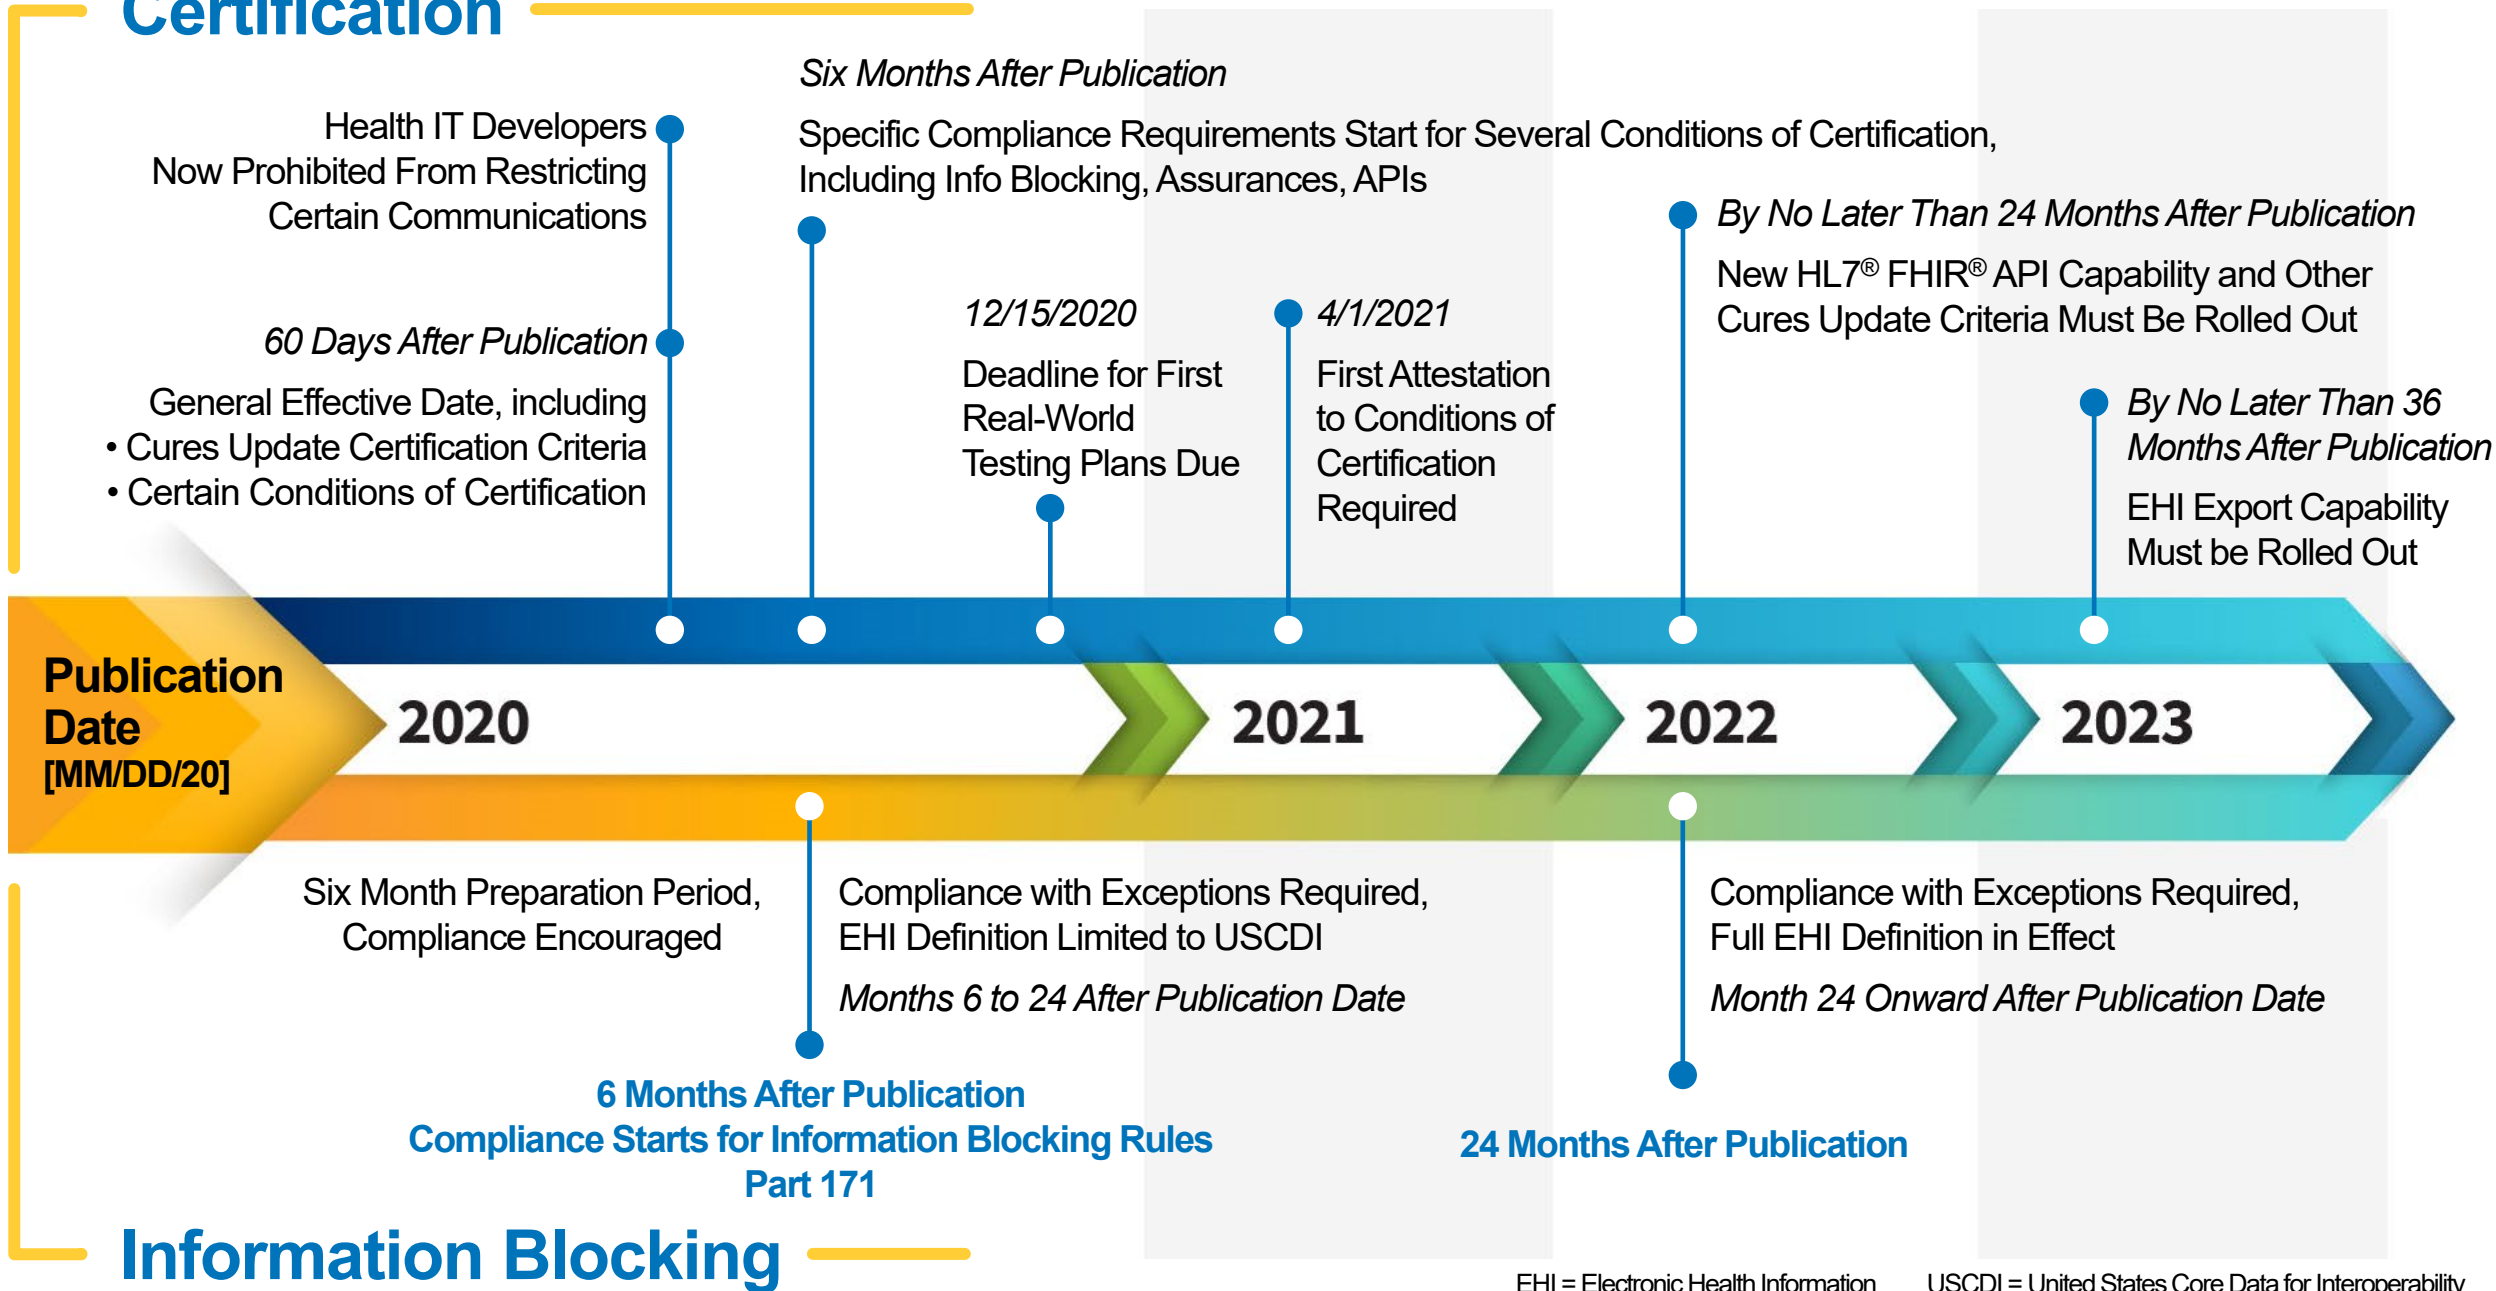 Certification
Six Months After Publication
Specific Compliance Requirements Start for Several Conditions of Certification,
Including Info Blocking, Assurances, APIs
Health IT Developers
Now Prohibited From Restricting
Certain Communications
60 Days After Publication
General Effective Date, including
• Cures Update Certification Criteria
• Certain Conditions of Certification
12/15/2020
Deadline for First
Real-World
Testing Plans Due
4/1/2021
First Attestation
to Conditions of
Certification
Required
By No Later Than 24 Months After Publication
New HL7® FHIR® API Capability and Other
Cures Update Criteria Must Be Rolled Out
By No Later Than 36
Months After Publication
EHI Export Capability
Must be Rolled Out
Publication
Date
[MM/DD/20]
2020
2021
2022
2023
Six Month Preparation Period,
Compliance Encouraged
Compliance with Exceptions Required,
EHI Definition Limited to USCDI
Months 6 to 24 After Publication Date
6 Months After Publication
Compliance Starts for Information Blocking Rules
Part 171
Compliance with Exceptions Required,
Full EHI Definition in Effect
Month 24 Onward After Publication Date
24 Months After Publication
Information Blocking
EHI = Electronic Health Information
USCDI = United States Core Data for Interoperability